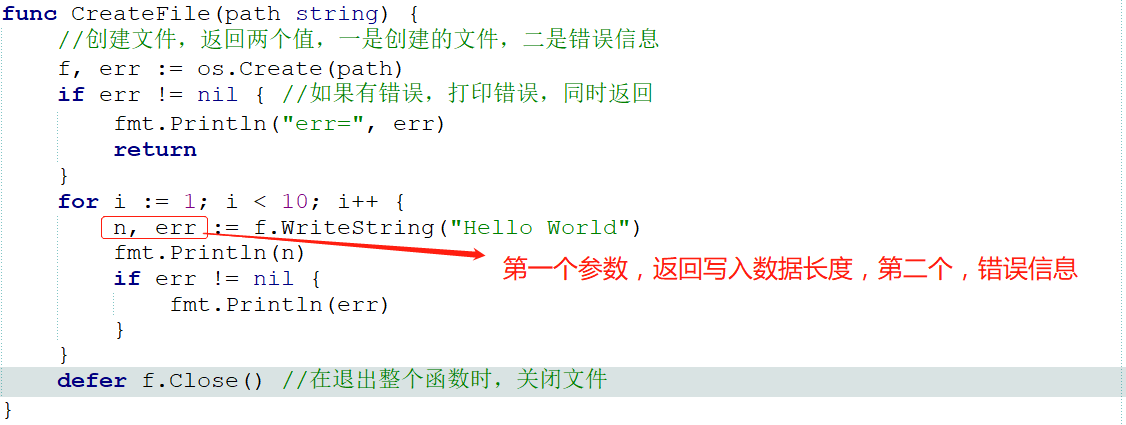 func CreateFile(path string) {
    //创建文件，返回两个值，一是创建的文件，二是错误信息
    f, err := os.Create(path)
    if err != nil { //如果有错误，打印错误，同时返回
        fmt.Println("err=", err)
        return
    }
    for i := 1; i < 10; i++ {
        n, err := f.WriteString("Hello World")
        fmt.Println(n)
第一个参数，返回写入数据长度，第二个，错误信息
        if err != nil {
            fmt.Println(err)
        }
    }
    defer f.Close() //在退出整个函数时，关闭文件
}